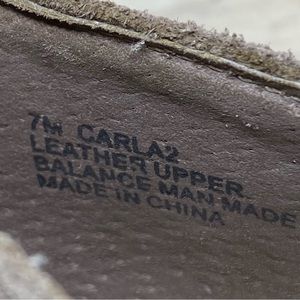 7M CARLA2
LEATHER UPPER
BALANCE MAN MADE
MADE IN CHINA